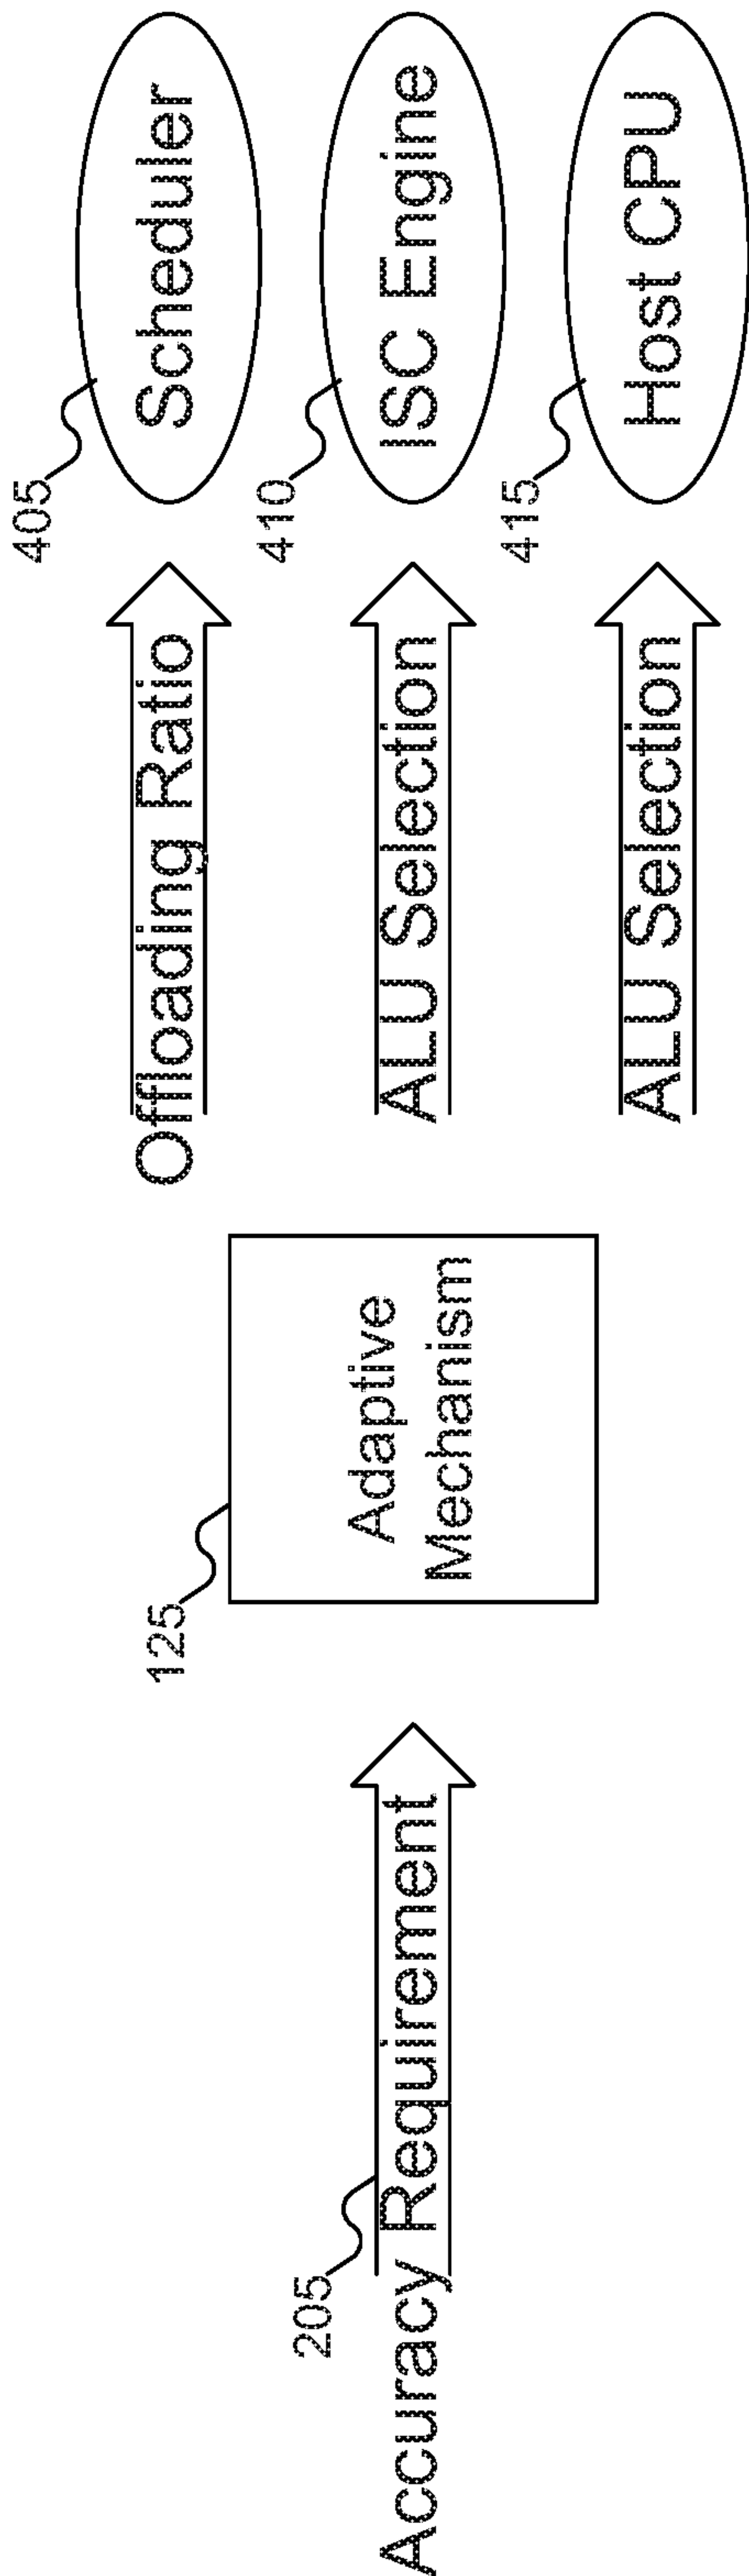 205
Accuracy Requirement
125
Adaptive
Mechanism
Offloading Ratio
405
Scheduler
ALU Selection
410
ISC Engine
ALU Selection
415
Host CPU